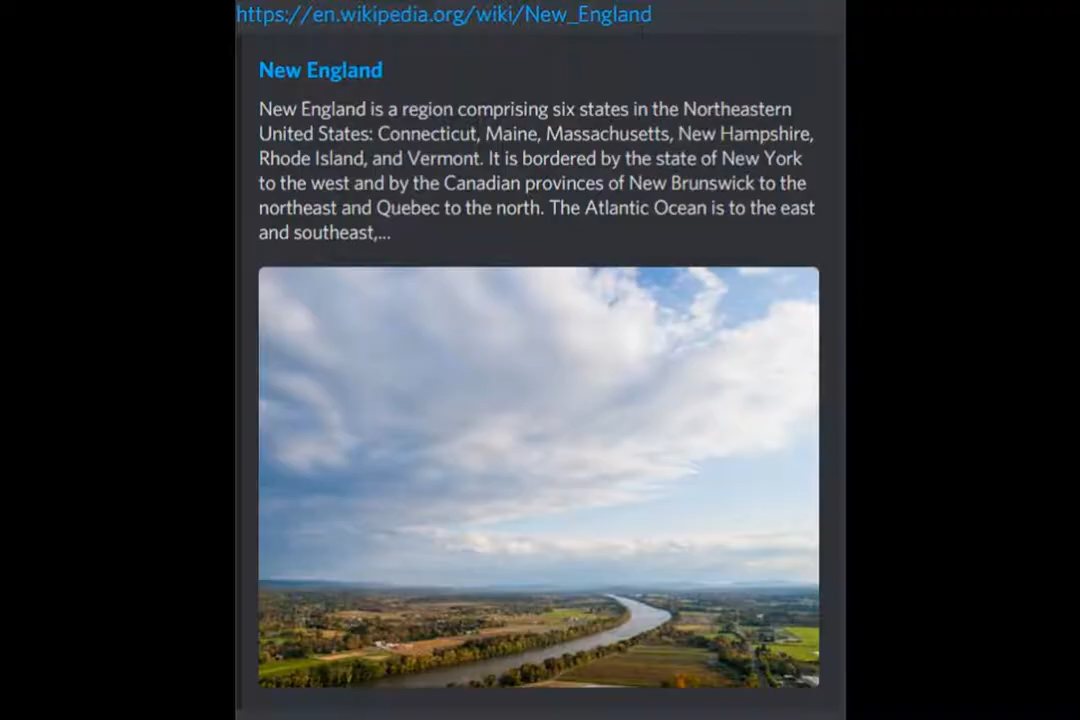 https://en.wikipedia.org/wiki/New_England
New England
New England is a region comprising six states in the Northeastern
United States: Connecticut, Maine, Massachusetts, New Hampshire,
Rhode Island, and Vermont. It is bordered by the state of New York
to the west and by the Canadian provinces of New Brunswick to the
northeast and Quebec to the north. The Atlantic Ocean is to the east
and southeast,...